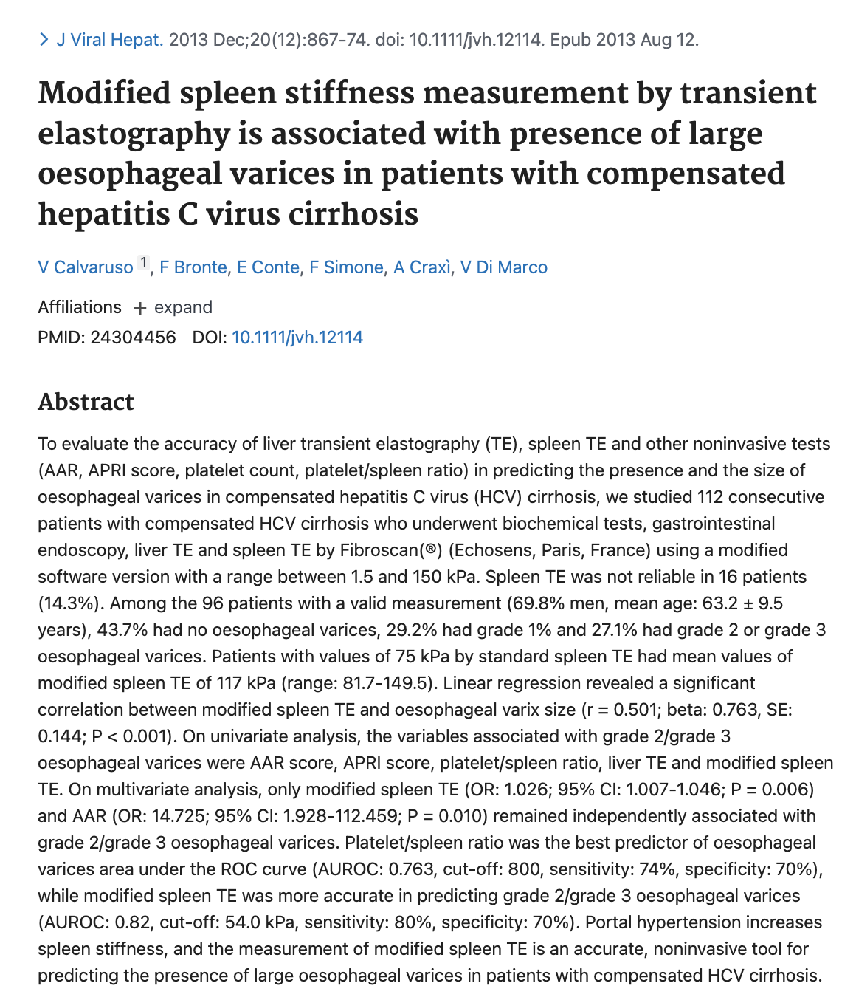 > J Viral Hepat. 2013 Dec;20(12):867-74. doi: 10.1111/jvh.12114. Epub 2013 Aug 12.
Modified spleen stiffness measurement by transient
elastography is associated with presence of large
oesophageal varices in patients with compensated
hepatitis C virus cirrhosis
V Calvaruso 1, F Bronte, E Conte, F Simone, A Craxì, V Di Marco
Affiliations + expand
PMID: 24304456 DOI: 10.1111/jvh.12114
Abstract
To evaluate the accuracy of liver transient elastography (TE), spleen TE and other noninvasive tests
(AAR, APRI score, platelet count, platelet/spleen ratio) in predicting the presence and the size of
oesophageal varices in compensated hepatitis C virus (HCV) cirrhosis, we studied 112 consecutive
patients with compensated HCV cirrhosis who underwent biochemical tests, gastrointestinal
endoscopy, liver TE and spleen TE by Fibroscan(®) (Echosens, Paris, France) using a modified
software version with a range between 1.5 and 150 kPa. Spleen TE was not reliable in 16 patients
(14.3%). Among the 96 patients with a valid measurement (69.8% men, mean age: 63.2 ± 9.5
years), 43.7% had no oesophageal varices, 29.2% had grade 1% and 27.1% had grade 2 or grade 3
oesophageal varices. Patients with values of 75 kPa by standard spleen TE had mean values of
modified spleen TE of 117 kPa (range: 81.7-149.5). Linear regression revealed a significant
correlation between modified spleen TE and oesophageal varix size (r = 0.501; beta: 0.763, SE:
0.144; P < 0.001). On univariate analysis, the variables associated with grade 2/grade 3
oesophageal varices were AAR score, APRI score, platelet/spleen ratio, liver TE and modified spleen
TE. On multivariate analysis, only modified spleen TE (OR: 1.026; 95% CI: 1.007-1.046; P = 0.006)
and AAR (OR: 14.725; 95% CI: 1.928-112.459; P = 0.010) remained independently associated with
grade 2/grade 3 oesophageal varices. Platelet/spleen ratio was the best predictor of oesophageal
varices area under the ROC curve (AUROC: 0.763, cut-off: 800, sensitivity: 74%, specificity: 70%),
while modified spleen TE was more accurate in predicting grade 2/grade 3 oesophageal varices
(AUROC: 0.82, cut-off: 54.0 kPa, sensitivity: 80%, specificity: 70%). Portal hypertension increases
spleen stiffness, and the measurement of modified spleen TE is an accurate, noninvasive tool for
predicting the presence of large oesophageal varices in patients with compensated HCV cirrhosis.